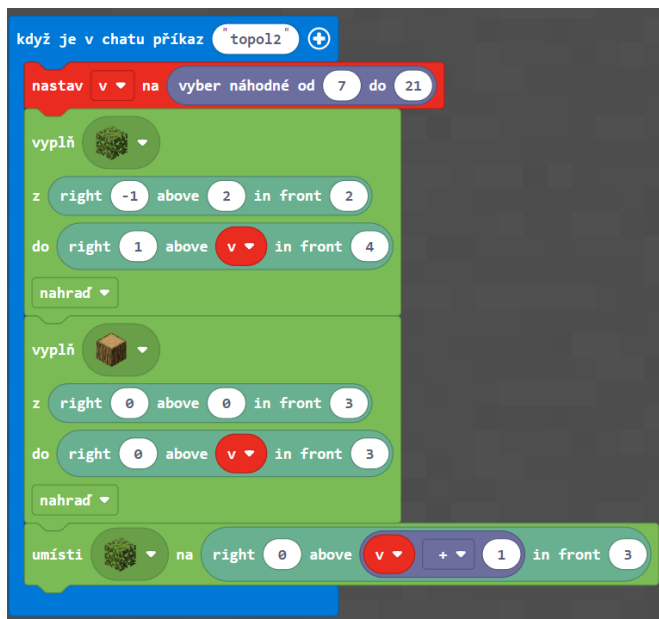 když je v chatu příkaz "topol2"
nastav v na vyber náhodné od 7 do 21
vyplň
z right -1 above 2 in front 2
do right 1 above v in front 4
nahraď
vyplň
z right 0 above 0 in front 3
do right 0 above v in front 3
nahraď
umísti na right 0 above v + 1 in front 3